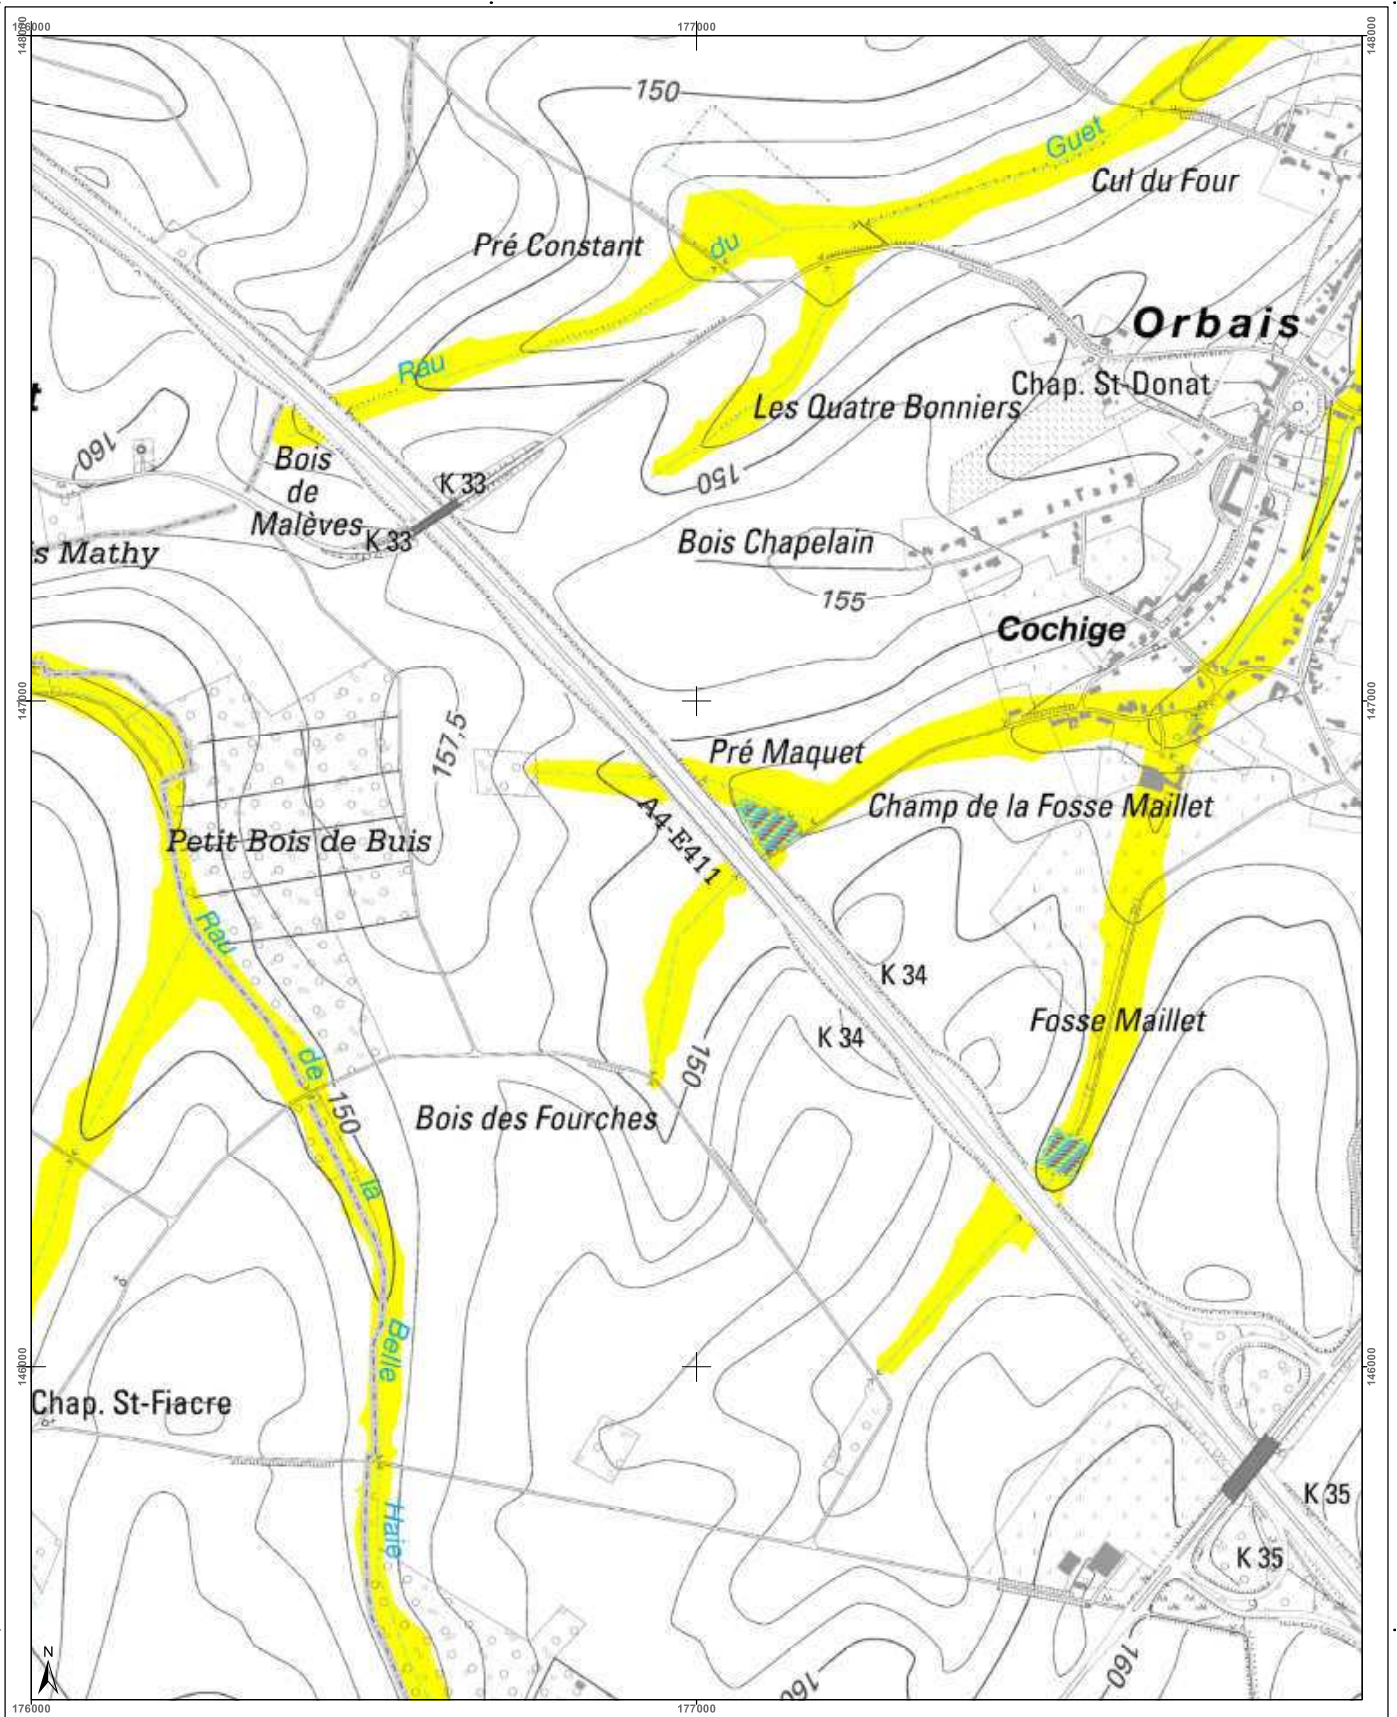 176000
177000
148000
148000
150
Guet
Cul du Four
Pré Constant
du
Orbais
Rau
Chap. St-Donat
t
Les Quatre Bonniers
160
Bois
de
Malèves
K 33
K 33
150
Bois Chapelain
is Mathy
155
Cochige
147000
147000
157,5
Pré Maquet
Champ de la Fosse Maillet
A4-E411
Petit Bois de Buis
Rau
K 34
K 34
Fosse Maillet
de
150
150
Bois des Fourches
la
Belle
146000
146000
Chap. St-Fiacre
Haie
K 35
K 35
N
160
160
176000
177000